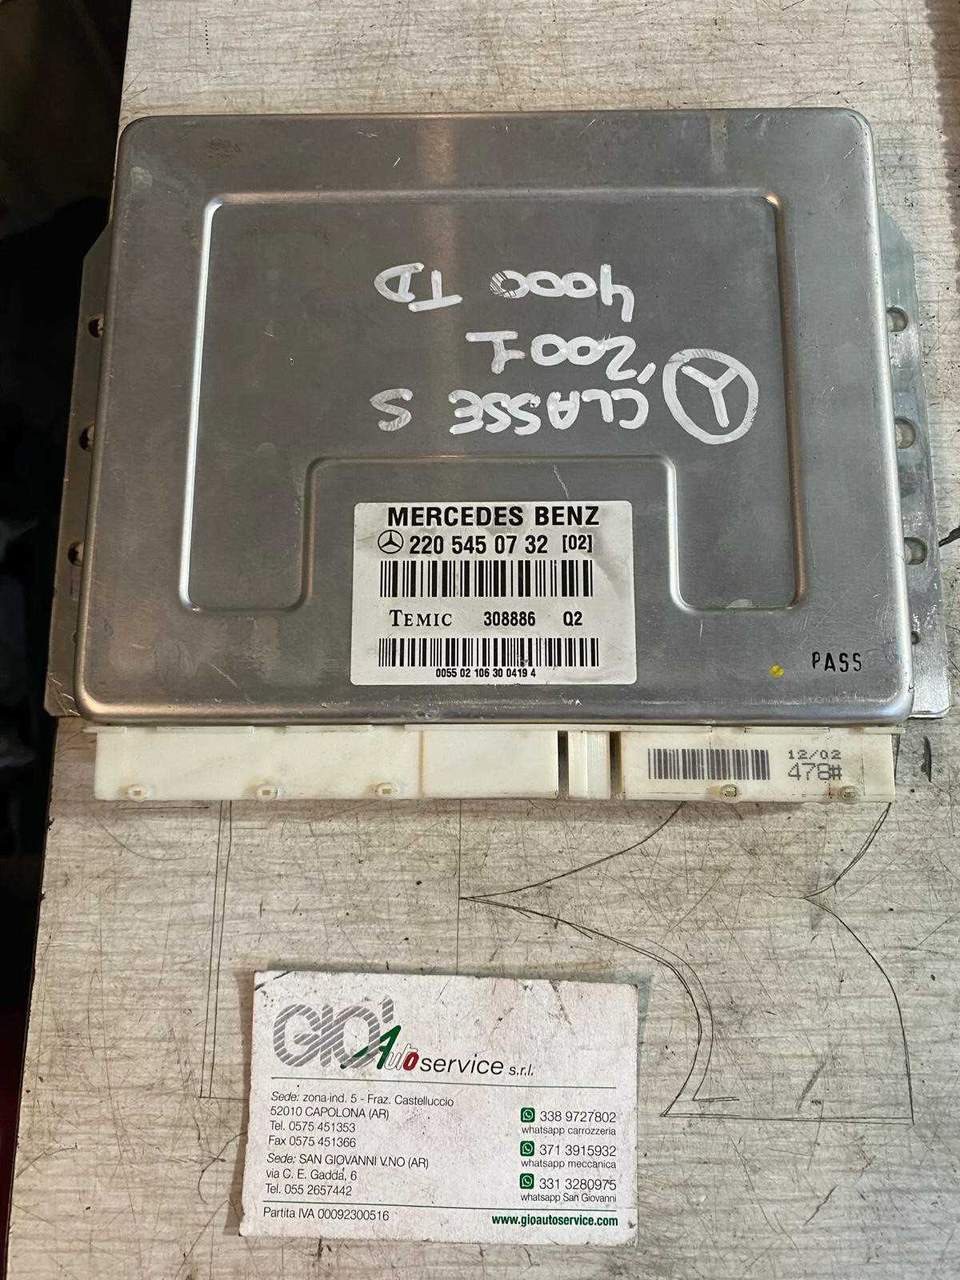 CLASSE S
'2001
4000 TD
MERCEDES BENZ
220 545 07 32 [02]
TEMIC 308886 Q2
0055 02 106 30 0419 4
PASS
12/02
478#
GIO' Auto service s.r.l.
Sede: zona ind. 5 - Fraz. Castelluccio
52010 CAPOLONA (AR)
Tel. 0575 451353
Fax 0575 451366
Sede: SAN GIOVANNI V.NO (AR)
via C. E. Gadda, 6
Tel. 055 2657442
Partita IVA 00092300516
338 9727802
whatsapp carrozzeria
371 3915932
whatsapp meccanica
331 3280975
whatsapp San Giovanni
www.gioautoservice.com